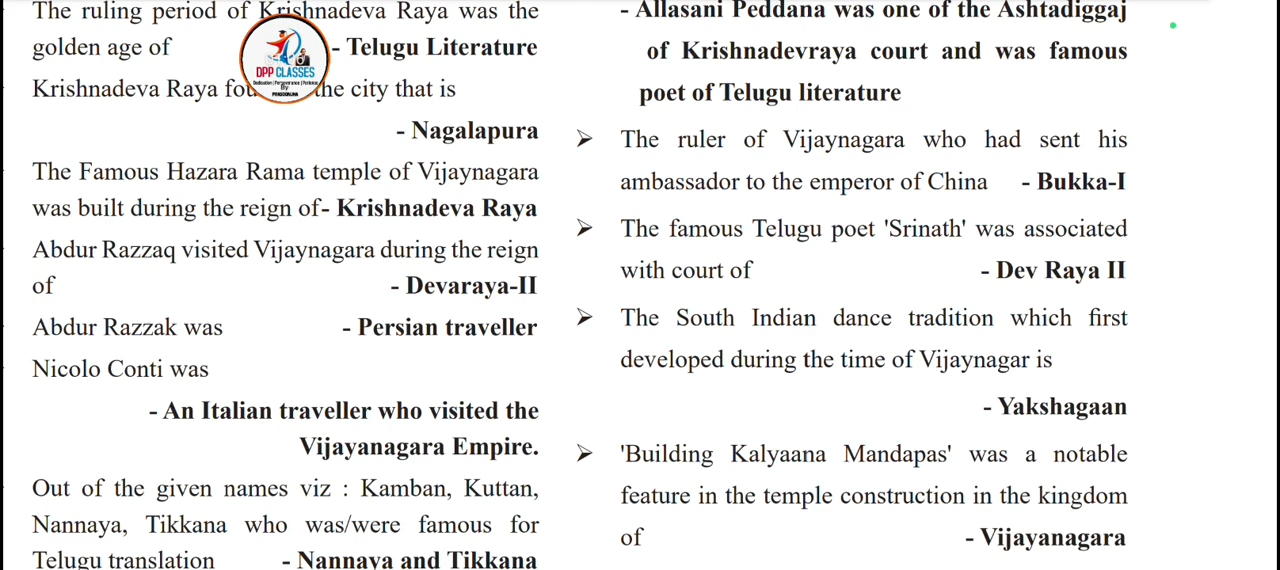 The ruling period of Krishnadeva Raya was the
golden age of - Telugu Literature
Krishnadeva Raya the city that is
- Nagalapura
The Famous Hazara Rama temple of Vijaynagara
was built during the reign of- Krishnadeva Raya
Abdur Razzaq visited Vijaynagara during the reign
of - Devaraya-II
Abdur Razzak was - Persian traveller
Nicolo Conti was
- An Italian traveller who visited the
Vijayanagara Empire.
Out of the given names viz : Kamban, Kuttan,
Nannaya, Tikkana who was/were famous for
Telugu translation - Nannaya and Tikkana
DPP CLASSES
By
- Allasani Peddana was one of the Ashtadiggaj
of Krishnadevraya court and was famous
poet of Telugu literature
➢ The ruler of Vijaynagara who had sent his
ambassador to the emperor of China - Bukka-I
➢ The famous Telugu poet 'Srinath' was associated
with court of - Dev Raya II
➢ The South Indian dance tradition which first
developed during the time of Vijaynagar is
- Yakshagaan
➢ 'Building Kalyaana Mandapas' was a notable
feature in the temple construction in the kingdom
of - Vijayanagara